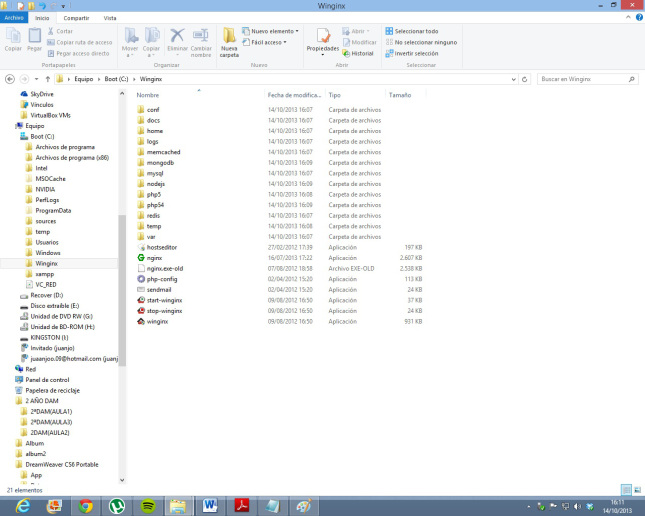 Winginx
Archivo Inicio Compartir Vista
Copiar Pegar Cortar Copiar ruta de acceso Pegar acceso directo
Portapapeles
Mover a Copiar a Eliminar Cambiar nombre
Organizar
Nueva carpeta Nuevo elemento Fácil acceso
Nuevo
Propiedades Abrir Modificar Historial
Abrir
Seleccionar todo No seleccionar ninguno Invertir selección
Seleccionar
Equipo Boot (C:) Winginx
Buscar en Winginx
SkyDrive
Vínculos
VirtualBox VMs
Equipo
Boot (C:)
Archivos de programa
Archivos de programa (x86)
Intel
MSOCache
NVIDIA
PerfLogs
ProgramData
sources
temp
Usuarios
Windows
Winginx
xampp
VC_RED
Recover (D:)
Disco extraíble (E:)
Unidad de DVD RW (G:)
Unidad de BD-ROM (H:)
KINGSTON (I:)
Invitado (juanjo)
juaanjoo.09@hotmail.com (juanj
Red
Panel de control
Papelera de reciclaje
2 AÑO DAM
2ªDAM(AULA1)
2ªDAM(AULA3)
2DAM(AULA2)
Album
album2
DreamWeaver CS6 Portable
App
Nombre Fecha de modifica... Tipo Tamaño
conf 14/10/2013 16:07 Carpeta de archivos
docs 14/10/2013 16:07 Carpeta de archivos
home 14/10/2013 16:07 Carpeta de archivos
logs 14/10/2013 16:07 Carpeta de archivos
memcached 14/10/2013 16:07 Carpeta de archivos
mongodb 14/10/2013 16:09 Carpeta de archivos
mysql 14/10/2013 16:07 Carpeta de archivos
nodejs 14/10/2013 16:09 Carpeta de archivos
php5 14/10/2013 16:08 Carpeta de archivos
php54 14/10/2013 16:09 Carpeta de archivos
redis 14/10/2013 16:07 Carpeta de archivos
temp 14/10/2013 16:08 Carpeta de archivos
var 14/10/2013 16:07 Carpeta de archivos
hostseditor 27/02/2012 17:39 Aplicación 197 KB
nginx 16/07/2013 17:22 Aplicación 2.607 KB
nginx.exe-old 07/08/2012 18:58 Archivo EXE-OLD 2.538 KB
php-config 02/04/2012 15:20 Aplicación 113 KB
sendmail 02/04/2012 15:20 Aplicación 24 KB
start-winginx 09/08/2012 16:50 Aplicación 37 KB
stop-winginx 09/08/2012 16:50 Aplicación 24 KB
winginx 09/08/2012 16:50 Aplicación 931 KB
21 elementos
16:11
14/10/2013